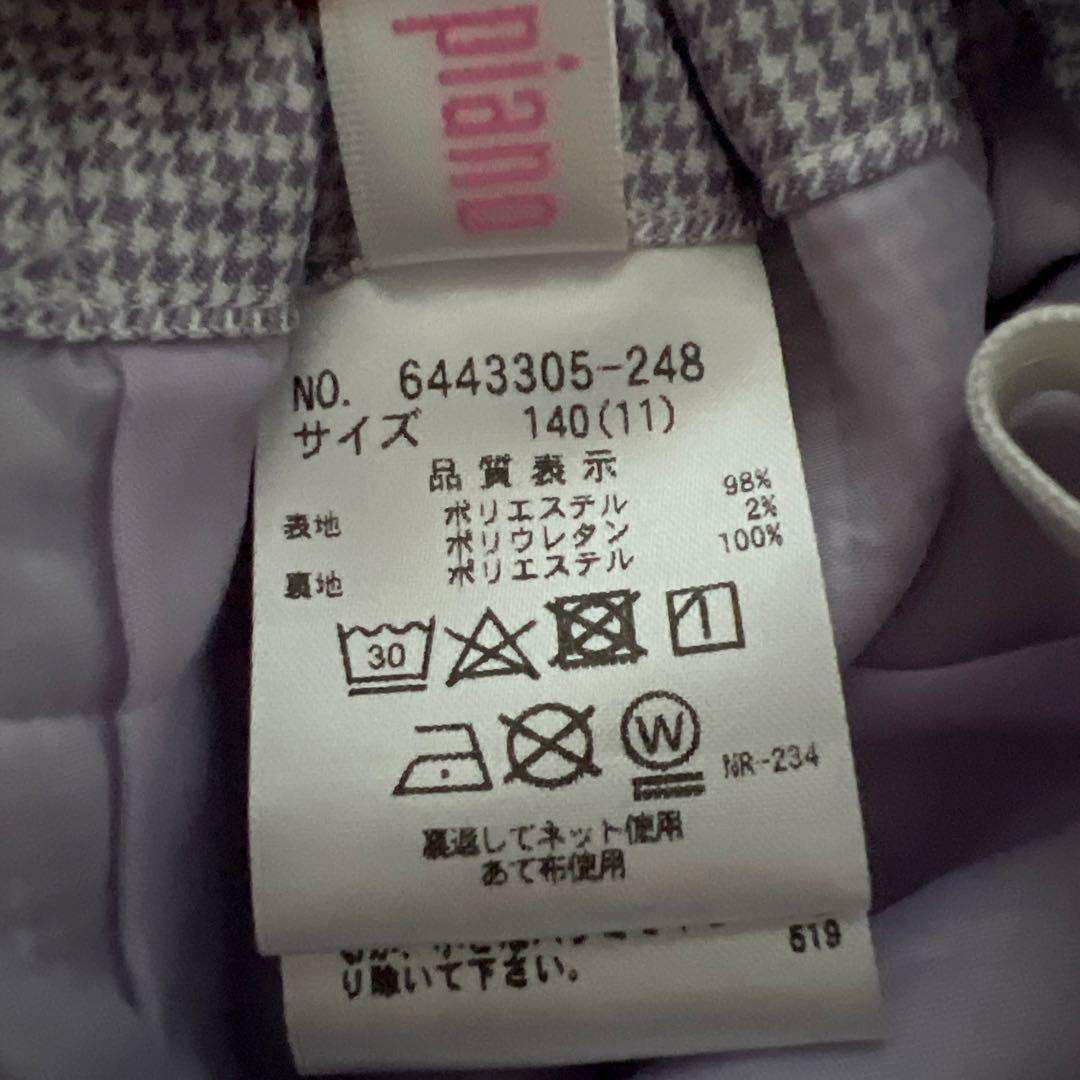 piano
NO. 6443305-248
サイズ 140(11)
品質表示
表地 ポリエステル 98%
ポリウレタン 2%
裏地 ポリエステル 100%
30
W
NR-234
裏返してネット使用
あて布使用
り除いて下さい。
519